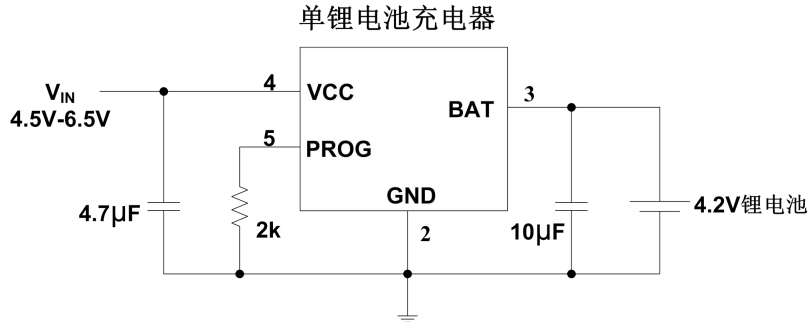 单锂电池充电器
VIN
4.5V-6.5V
4
VCC
BAT
3
5
PROG
GND
4.7μF
2k
2
10μF
4.2V锂电池